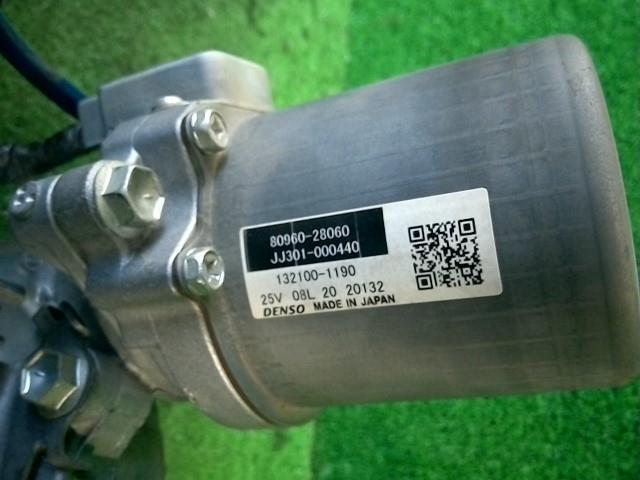 80960-28060
JJ301-000440
132100-1190
25V 08L 20 20132
DENSO MADE IN JAPAN